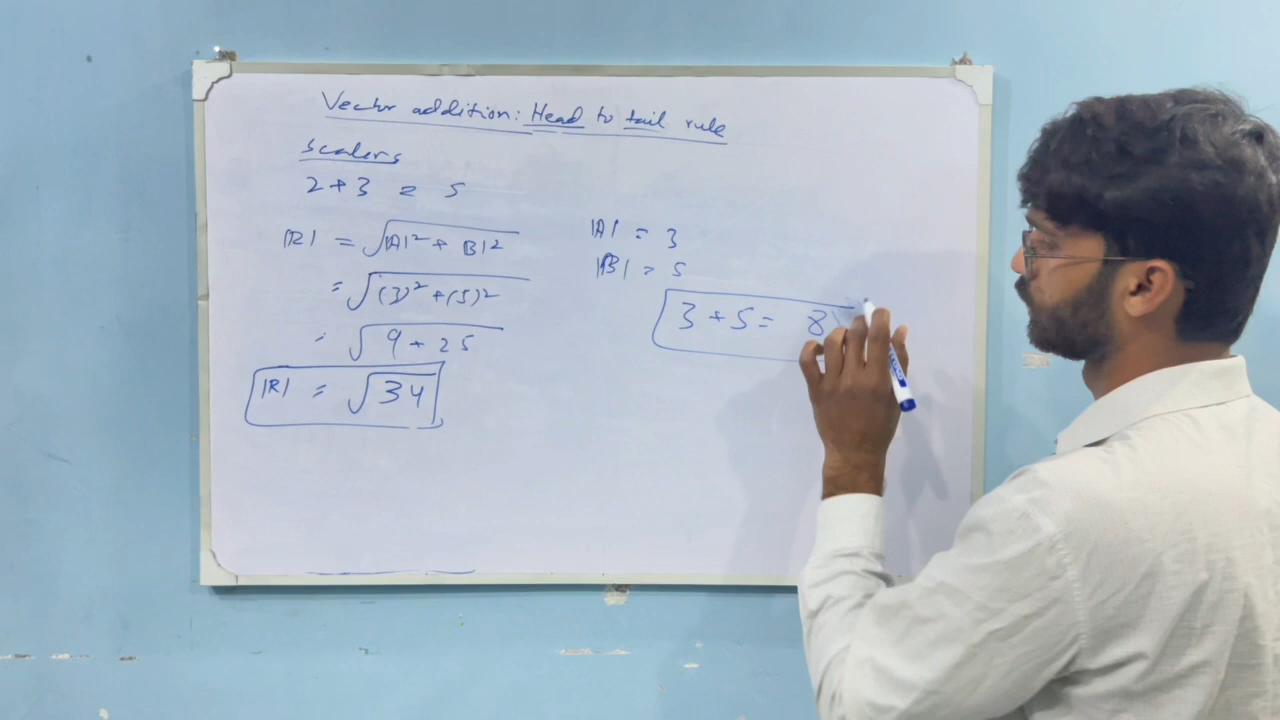 Vector addition: Head to tail rule
scalers
2 + 3 = 5
|R| = √|A|² + B|²
= √(3)² + (5)²
= √9 + 25
|R| = √34
|A| = 3
|B| = 5
3 + 5 = 8